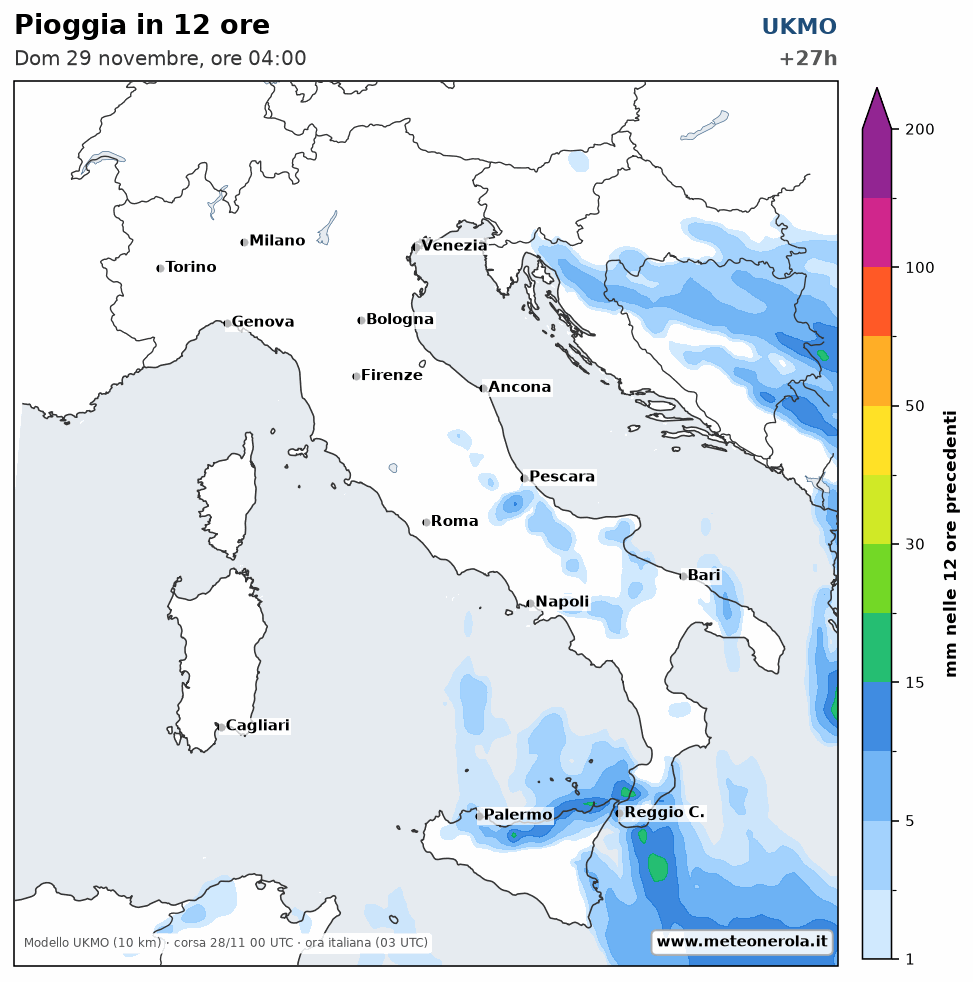 Pioggia in 12 ore
UKMO
Dom 29 novembre, ore 04:00
+27h
Milano
Venezia
Torino
Genova
Bologna
Firenze
Ancona
Pescara
Roma
Bari
Napoli
Cagliari
Palermo
Reggio C.
200
100
50
30
15
5
1
mm nelle 12 ore precedenti
Modello UKMO (10 km) · corsa 28/11 00 UTC · ora italiana (03 UTC)
www.meteonerola.it